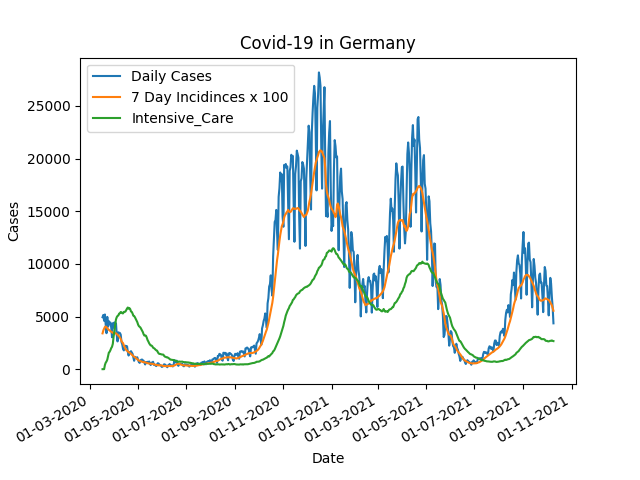 Covid-19 in Germany
Daily Cases
7 Day Incidinces x 100
Intensive_Care
25000
20000
15000
10000
5000
0
Cases
01-03-2020
01-05-2020
01-07-2020
01-09-2020
01-11-2020
01-01-2021
01-03-2021
01-05-2021
01-07-2021
01-09-2021
01-11-2021
Date